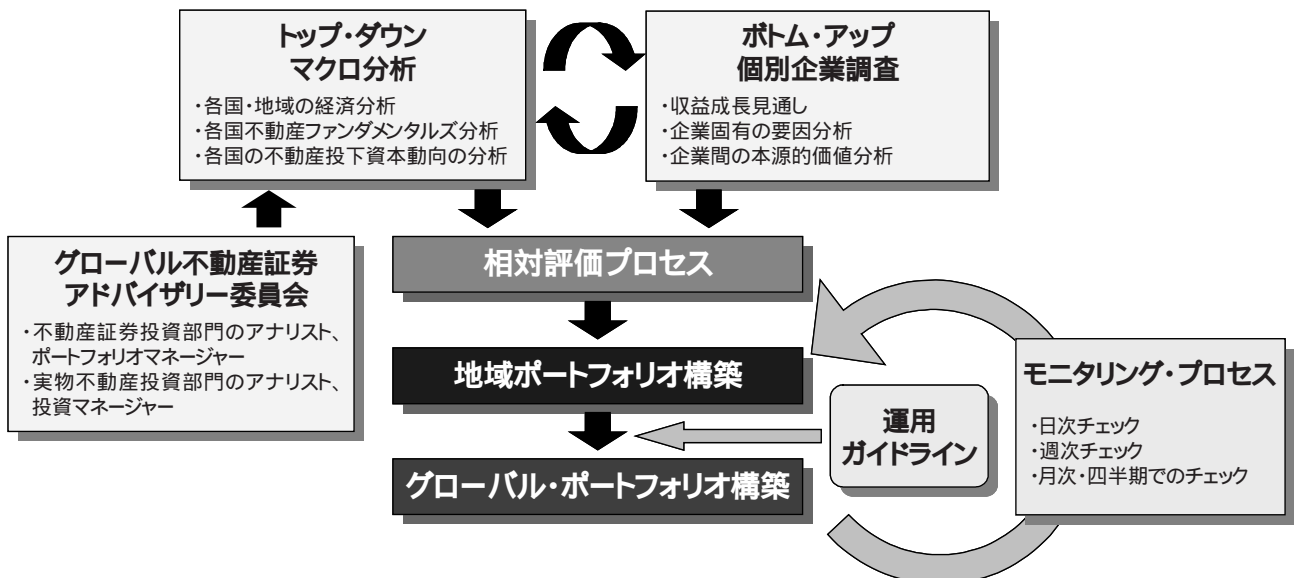 トップ・ダウン
マクロ分析
・各国・地域の経済分析
・各国不動産ファンダメンタルズ分析
・各国の不動産投下資本動向の分析
ボトム・アップ
個別企業調査
・収益成長見通し
・企業固有の要因分析
・企業間の本源的価値分析
グローバル不動産証券
アドバイザリー委員会
・不動産証券投資部門のアナリスト、
ポートフォリオマネージャー
・実物不動産投資部門のアナリスト、
投資マネージャー
相対評価プロセス
地域ポートフォリオ構築
グローバル・ポートフォリオ構築
運用
ガイドライン
モニタリング・プロセス
・日次チェック
・週次チェック
・月次・四半期でのチェック